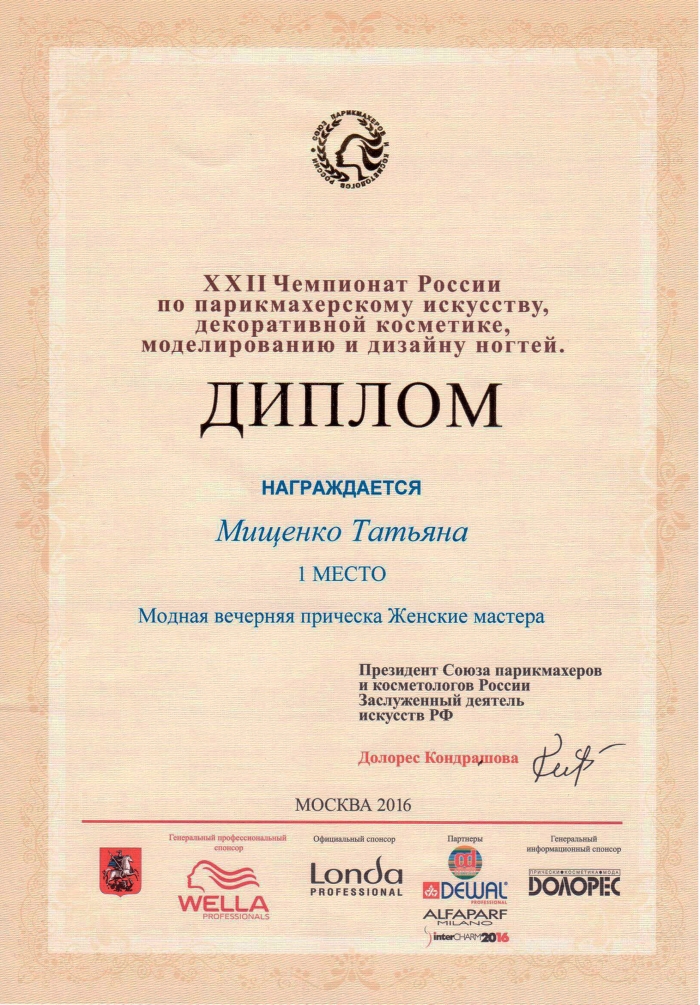 СОЮЗ ПАРИКМАХЕРОВ И КОСМЕТОЛОГОВ РОССИИ
XXII Чемпионат России
по парикмахерскому искусству,
декоративной косметике,
моделированию и дизайну ногтей.
ДИПЛОМ
НАГРАЖДАЕТСЯ
Мищенко Татьяна
1 МЕСТО
Модная вечерняя прическа Женские мастера
Президент Союза парикмахеров
и косметологов России
Заслуженный деятель
искусств РФ
Долорес Кондрашова
МОСКВА 2016
Генеральный профессиональный
спонсор
WELLA
PROFESSIONALS
Официальный спонсор
Londa
PROFESSIONAL
Партнеры
DEWAL
PROFESSIONAL
ALFAPARF
MILANO
interCHARM2016
Генеральный
информационный спонсор
ПРИЧЕСКИ•КОСМЕТИКА•МОДА
ДОЛОРЕС